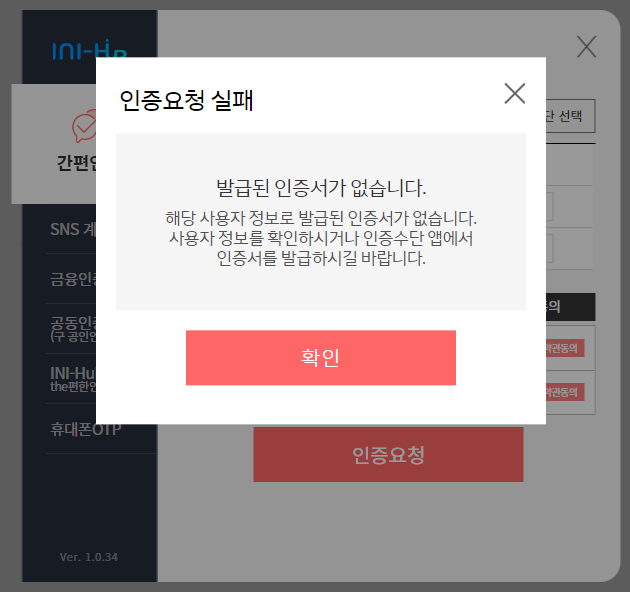 INI-H
인증요청 실패
단 선택
간편인
발급된 인증서가 없습니다.
해당 사용자 정보로 발급된 인증서가 없습니다.
사용자 정보를 확인하시거나 인증수단 앱에서
인증서를 발급하시길 바랍니다.
SNS 계
금융인증
동의
공동인증
(구 공인인
확인
약관동의
INI-Hu
the편한인
약관동의
휴대폰OTP
인증요청
Ver. 1.0.34